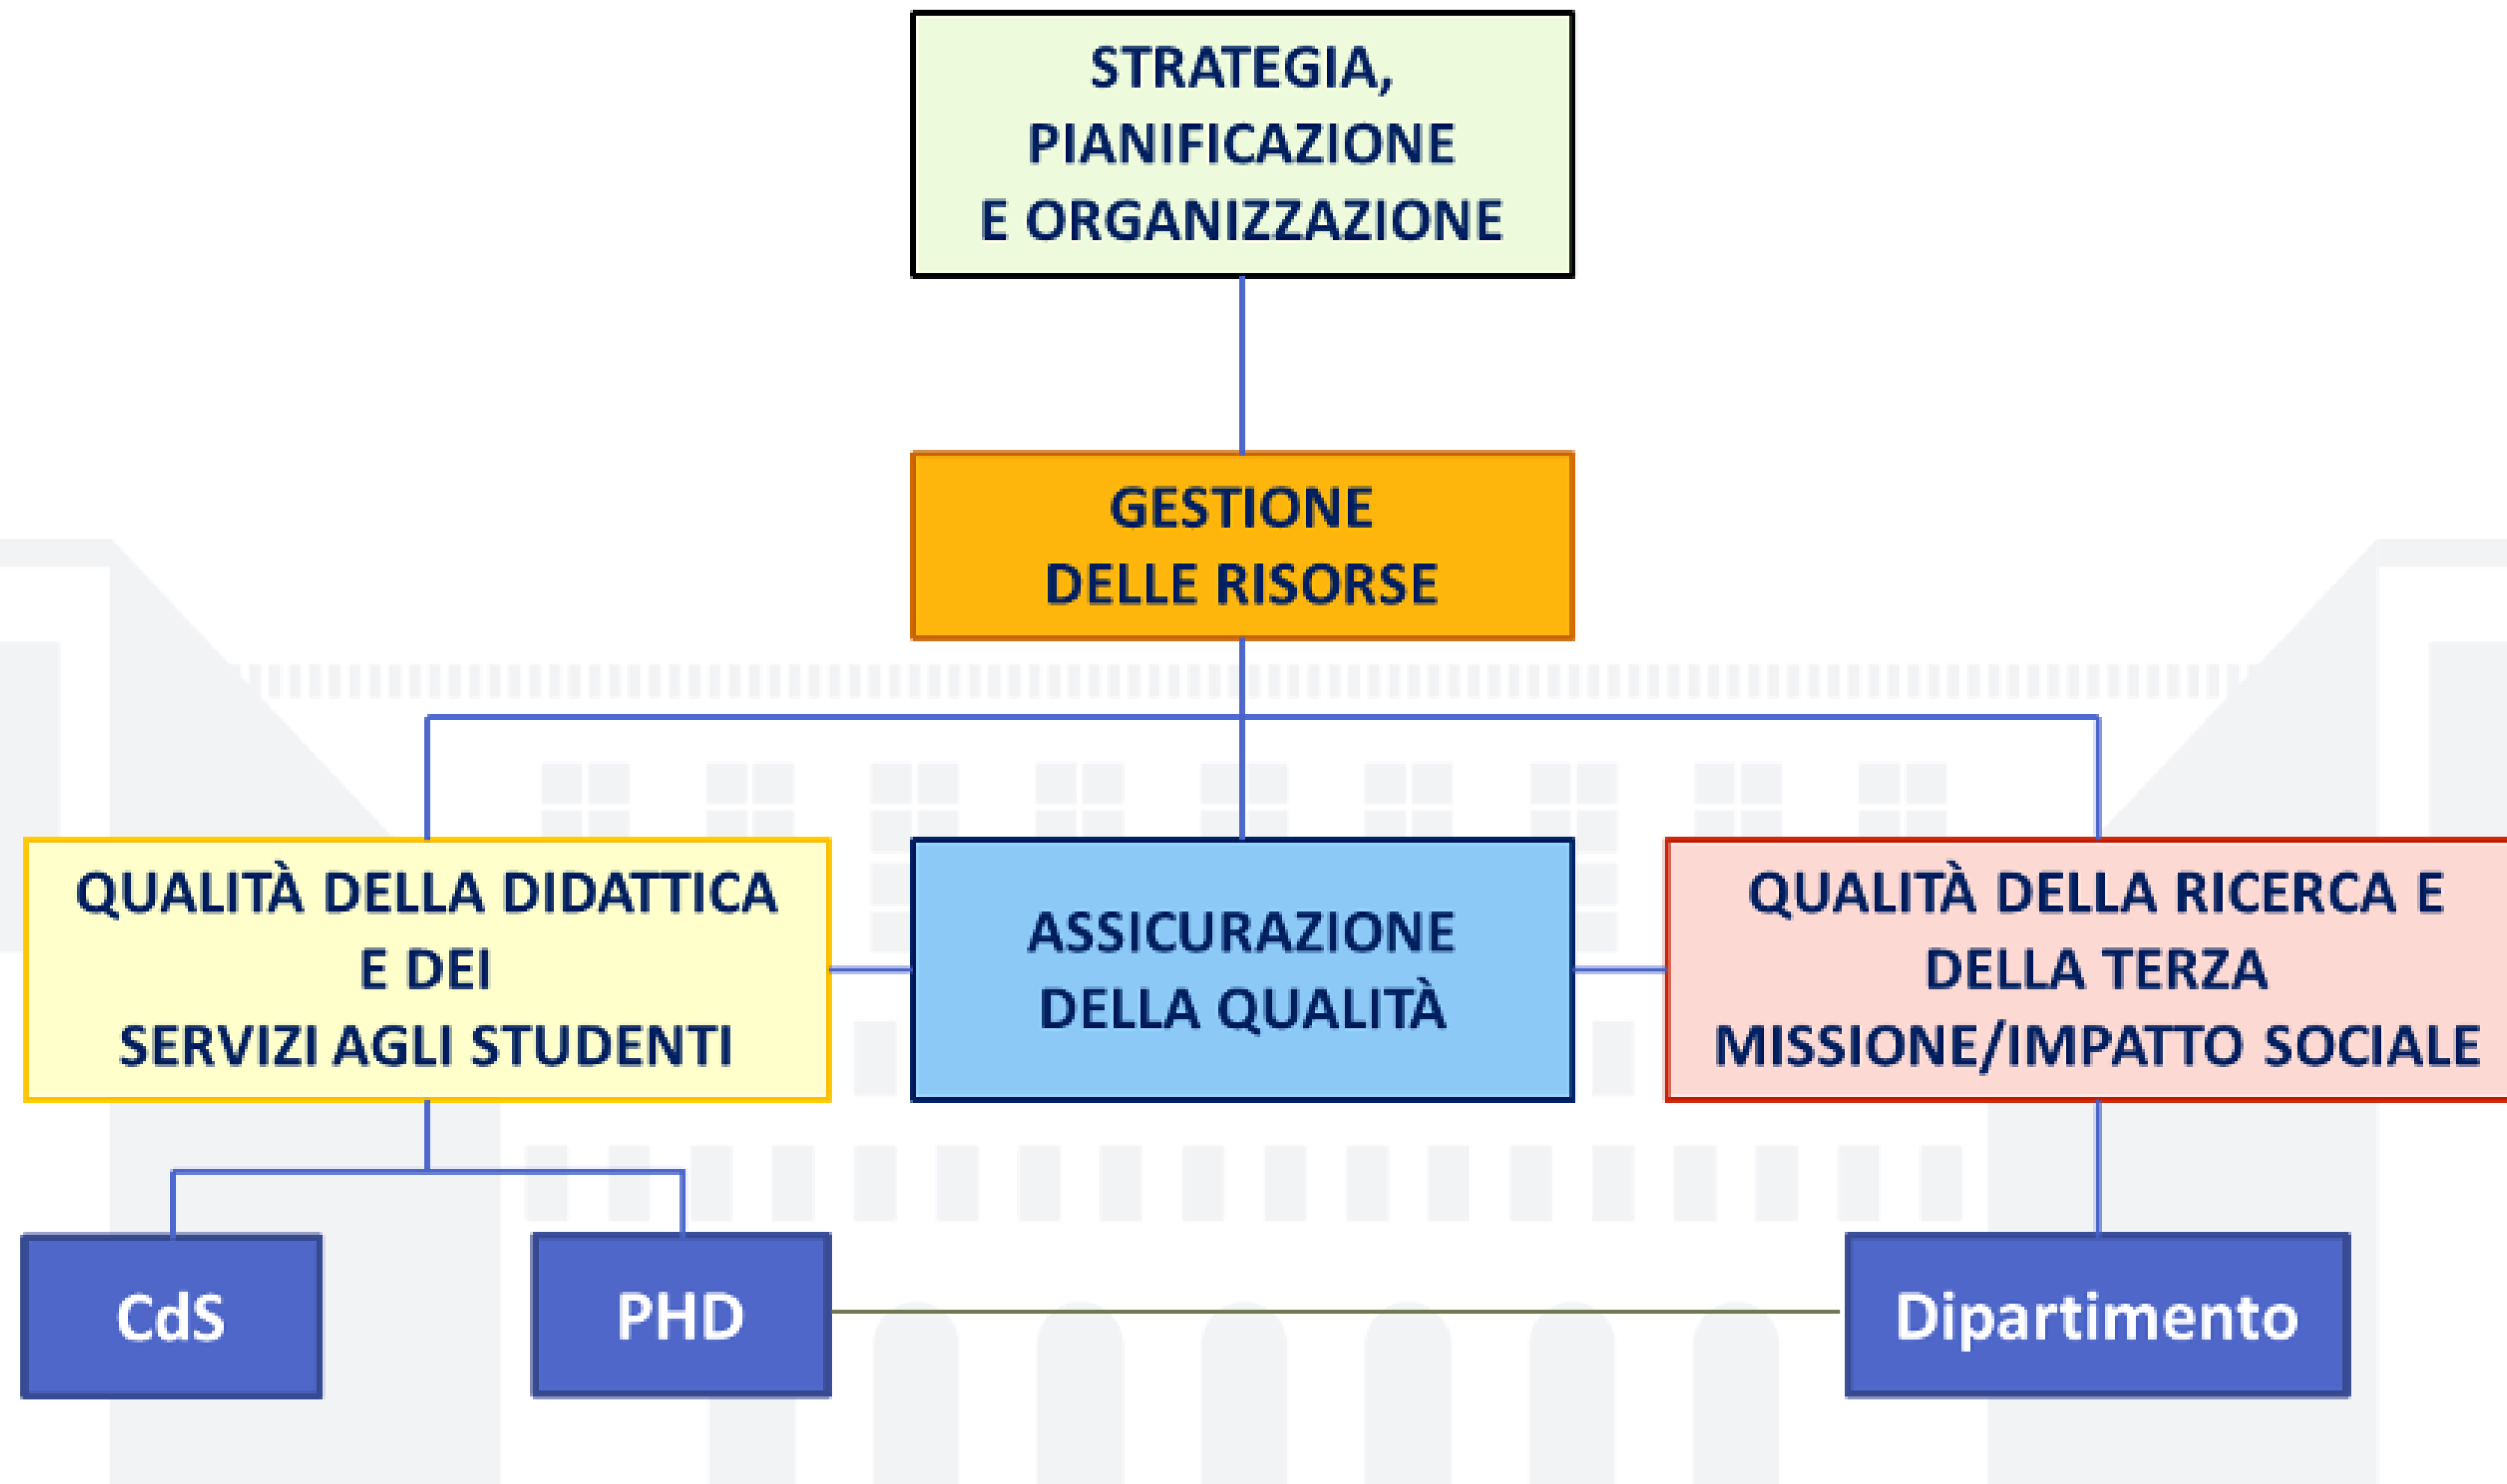 STRATEGIA,
PIANIFICAZIONE
E ORGANIZZAZIONE
GESTIONE
DELLE RISORSE
QUALITÀ DELLA DIDATTICA
E DEI
SERVIZI AGLI STUDENTI
ASSICURAZIONE
DELLA QUALITÀ
QUALITÀ DELLA RICERCA E
DELLA TERZA
MISSIONE/IMPATTO SOCIALE
CdS
PHD
Dipartimento